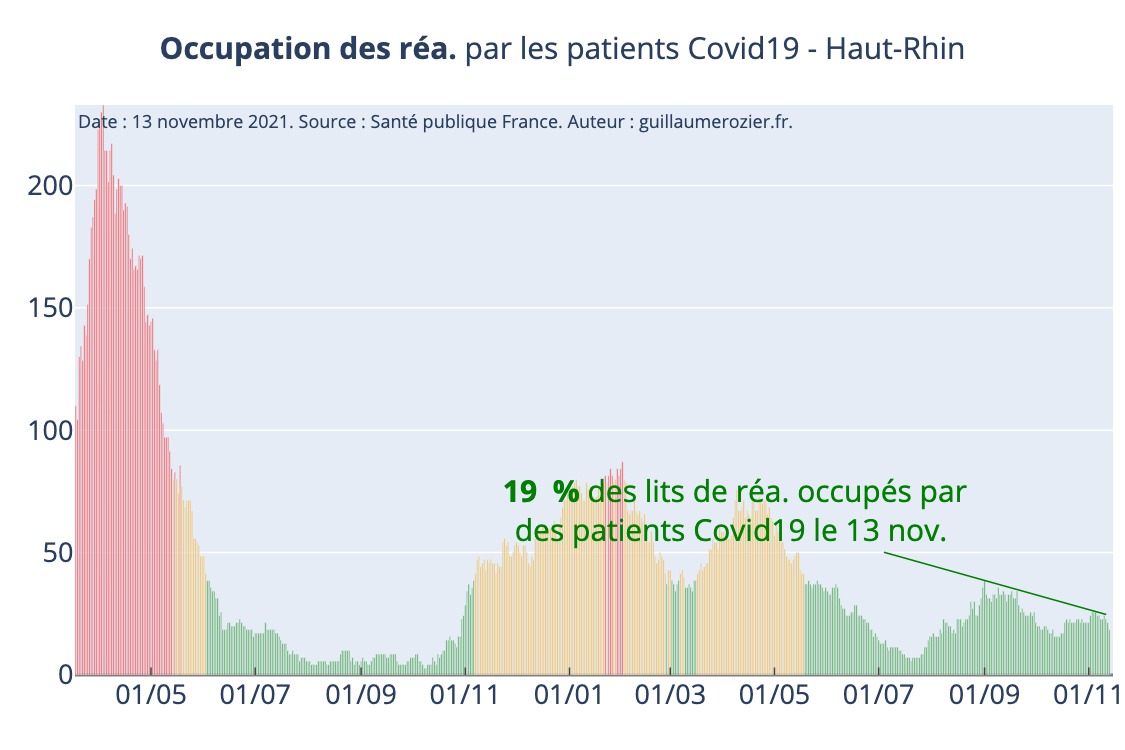 Occupation des réa. par les patients Covid19 - Haut-Rhin
Date : 13 novembre 2021. Source : Santé publique France. Auteur : guillaumerozier.fr.
200
150
100
50
0
19 % des lits de réa. occupés par
des patients Covid19 le 13 nov.
01/05 01/07 01/09 01/11 01/01 01/03 01/05 01/07 01/09 01/11